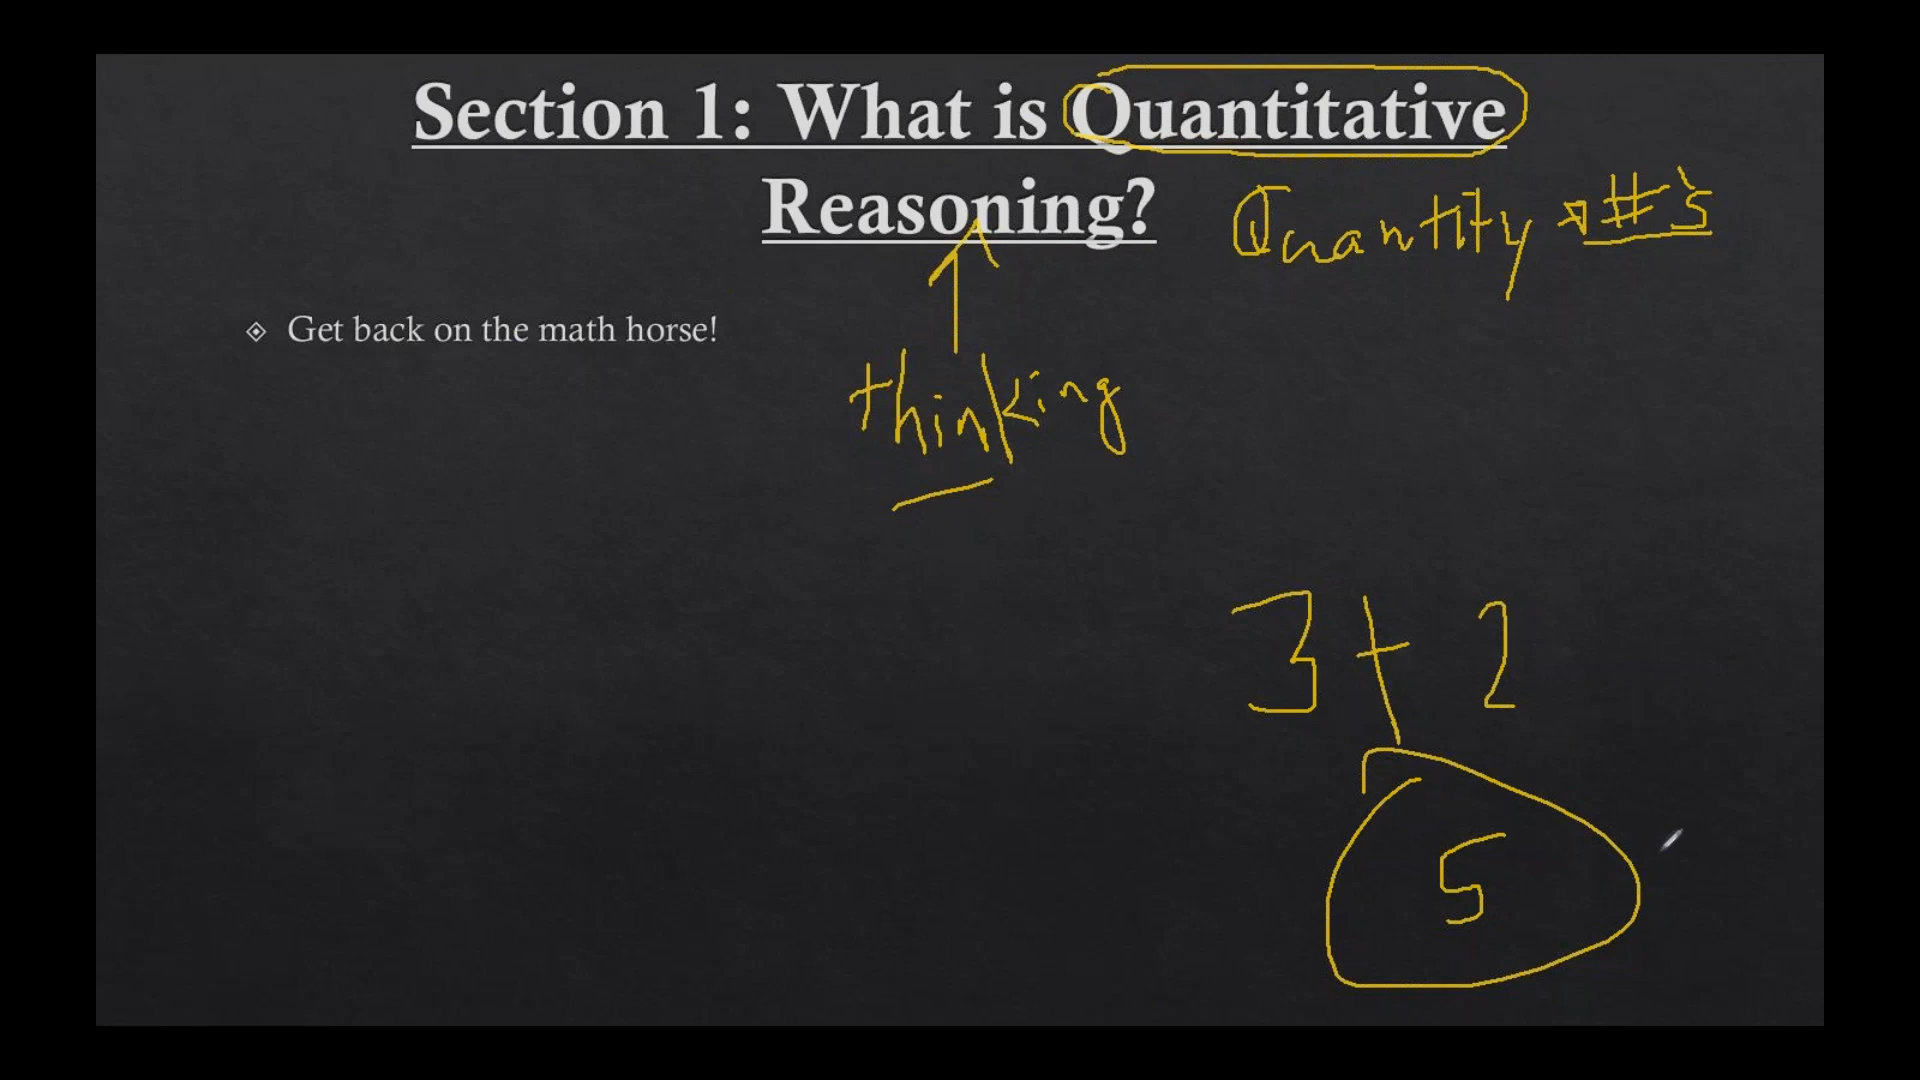 Section 1: What is Quantitative
Reasoning?
Quantity → #'s
Get back on the math horse!
thinking
3 + 2
5